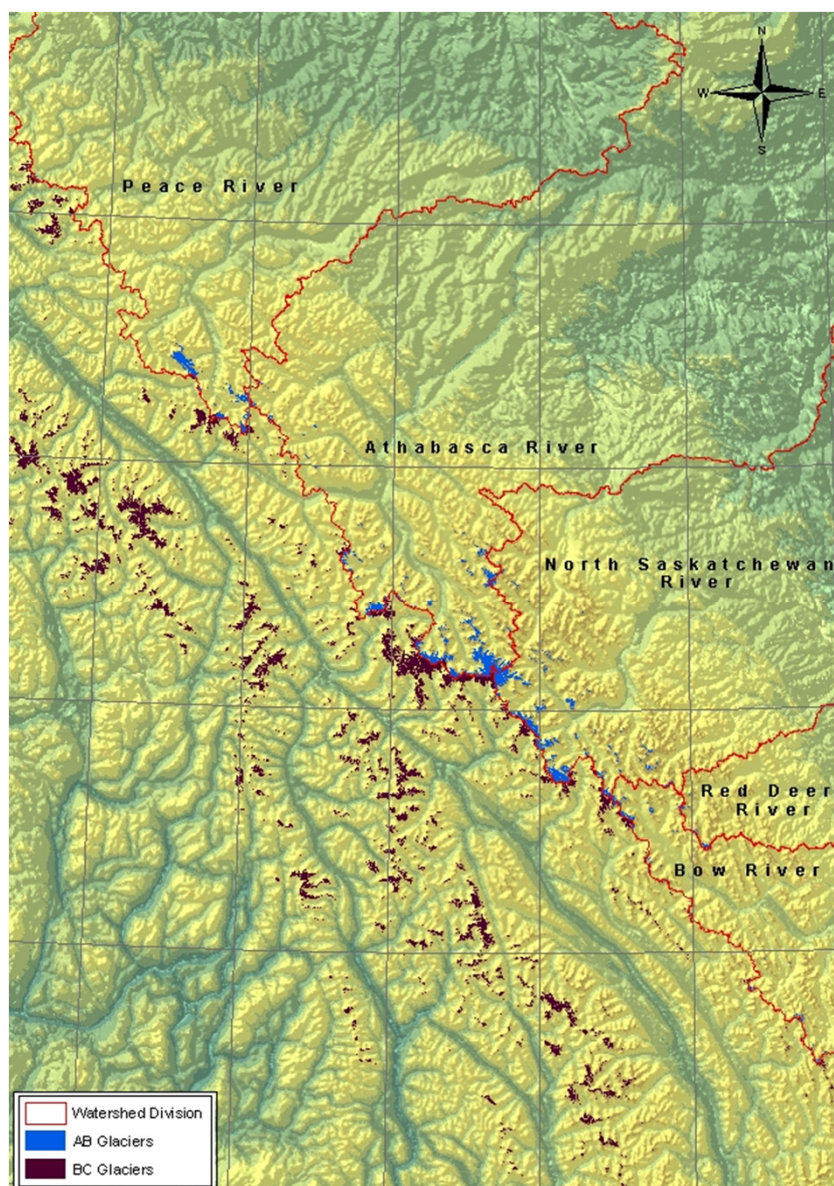 N
W E
S
Peace River
Athabasca River
North Saskatchewan
River
Red Deer
River
Bow River
Watershed Division
AB Glaciers
BC Glaciers